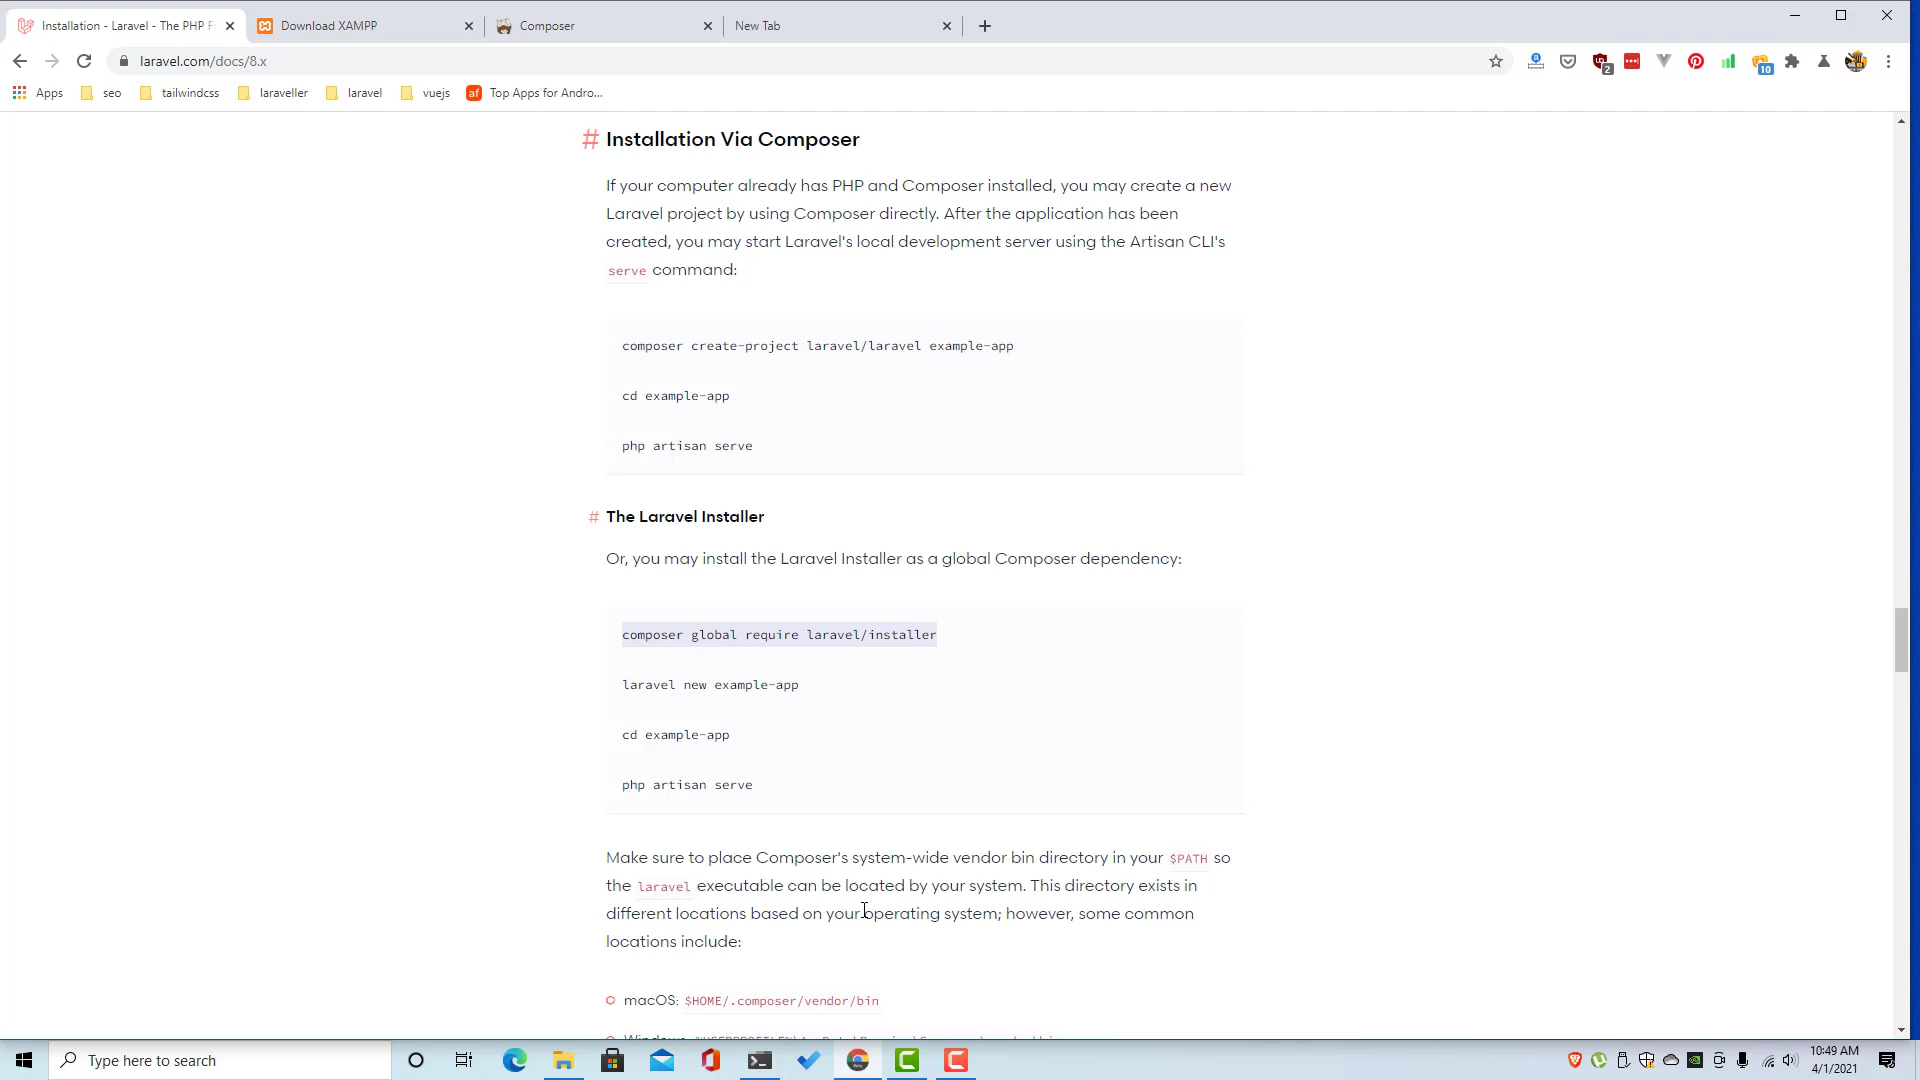 Installation - Laravel - The PHP F
Download XAMPP
Composer
New Tab
laravel.com/docs/8.x
2
10
Apps
seo
tailwindcss
laraveller
laravel
vuejs
af
Top Apps for Andro...
# Installation Via Composer
If your computer already has PHP and Composer installed, you may create a new
Laravel project by using Composer directly. After the application has been
created, you may start Laravel's local development server using the Artisan CLI's
serve command:
composer create-project laravel/laravel example-app
cd example-app
php artisan serve
# The Laravel Installer
Or, you may install the Laravel Installer as a global Composer dependency:
composer global require laravel/installer
laravel new example-app
cd example-app
php artisan serve
Make sure to place Composer's system-wide vendor bin directory in your $PATH so
the laravel executable can be located by your system. This directory exists in
different locations based on your operating system; however, some common
locations include:
macOS: $HOME/.composer/vendor/bin
Type here to search
10:49 AM
4/1/2021